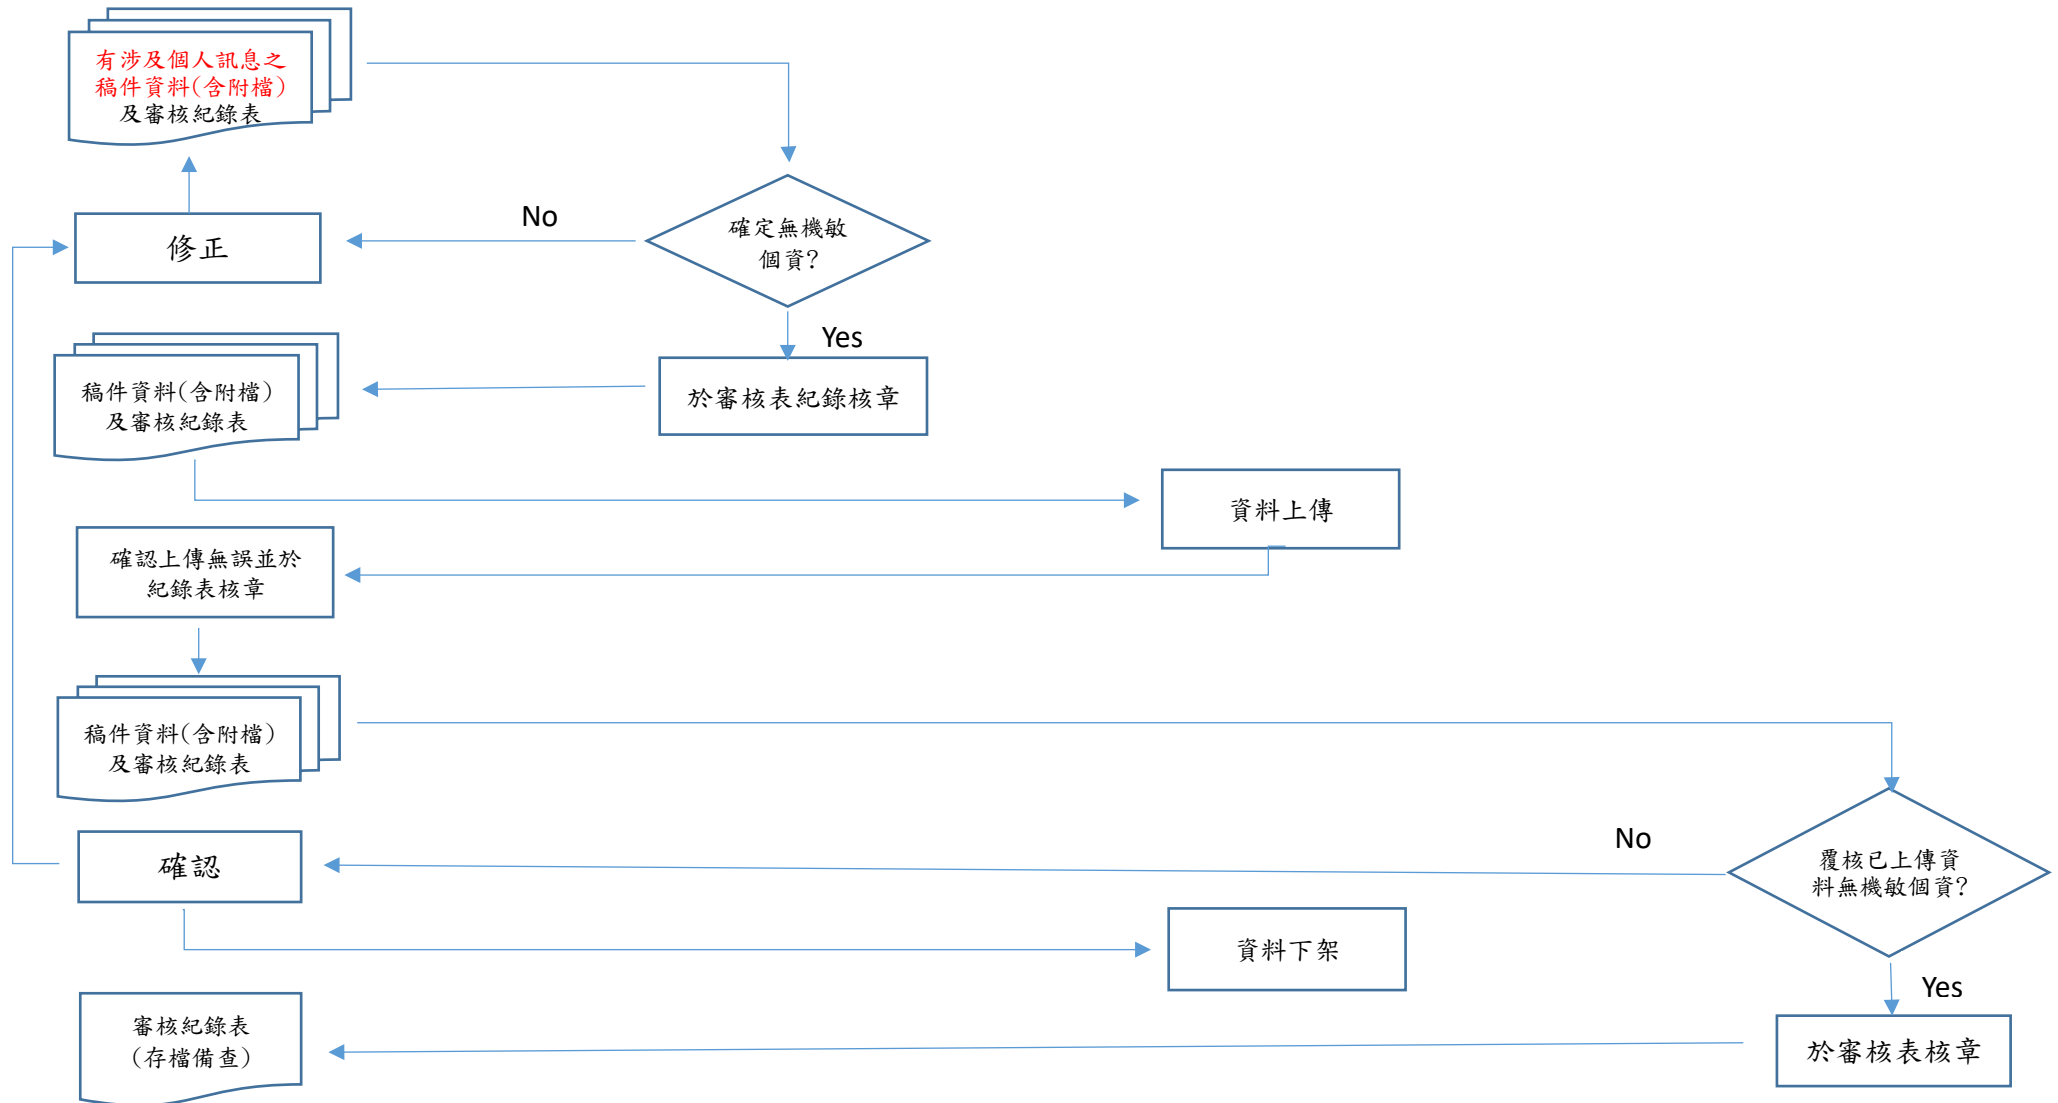 有涉及個人訊息之
稿件資料(含附檔)
及審核紀錄表
No
確定無機敏
個資?
修正
Yes
稿件資料(含附檔)
及審核紀錄表
於審核表紀錄核章
資料上傳
確認上傳無誤並於
紀錄表核章
稿件資料(含附檔)
及審核紀錄表
No
確認
覆核已上傳資
料無機敏個資?
資料下架
Yes
審核紀錄表
(存檔備查)
於審核表核章